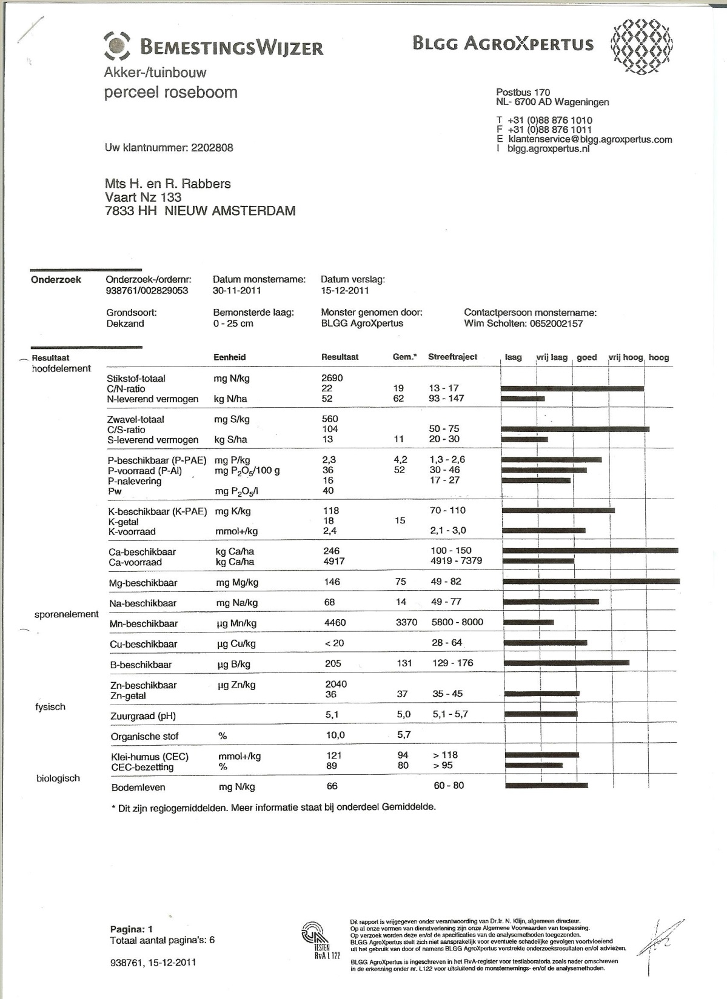 BEMESTINGSWIJZER
BLGG AGROXPERTUS
Akker-/tuinbouw
perceel roseboom
Postbus 170
NL- 6700 AD Wageningen
T +31 (0)88 876 1010
F +31 (0)88 876 1011
E klantenservice@blgg.agroxpertus.com
I blgg.agroxpertus.nl
Uw klantnummer: 2202808
Mts H. en R. Rabbers
Vaart Nz 133
7833 HH NIEUW AMSTERDAM
Onderzoek Onderzoek-/ordernr: Datum monstername: Datum verslag:
938761/002829053 30-11-2011 15-12-2011
Grondsoort: Bemonsterde laag: Monster genomen door: Contactpersoon monstername:
Dekzand 0 - 25 cm BLGG AgroXpertus Wim Scholten: 0652002157
Resultaat Eenheid Resultaat Gem.* Streeftraject laag vrij laag goed vrij hoog hoog
hoofdelement
Stikstof-totaal mg N/kg 2690
C/N-ratio 22 19 13 - 17
N-leverend vermogen kg N/ha 52 62 93 - 147
Zwavel-totaal mg S/kg 560
C/S-ratio 104 50 - 75
S-leverend vermogen kg S/ha 13 11 20 - 30
P-beschikbaar (P-PAE) mg P/kg 2,3 4,2 1,3 - 2,6
P-voorraad (P-Al) mg P₂O₅/100 g 36 52 30 - 46
P-nalevering 16 17 - 27
Pw mg P₂O₅/l 40
K-beschikbaar (K-PAE) mg K/kg 118 70 - 110
K-getal 18 15
K-voorraad mmol+/kg 2,4 2,1 - 3,0
Ca-beschikbaar kg Ca/ha 246 100 - 150
Ca-voorraad kg Ca/ha 4917 4919 - 7379
Mg-beschikbaar mg Mg/kg 146 75 49 - 82
Na-beschikbaar mg Na/kg 68 14 49 - 77
sporenelement
Mn-beschikbaar µg Mn/kg 4460 3370 5800 - 8000
Cu-beschikbaar µg Cu/kg < 20 28 - 64
B-beschikbaar µg B/kg 205 131 129 - 176
Zn-beschikbaar µg Zn/kg 2040
Zn-getal 36 37 35 - 45
fysisch
Zuurgraad (pH) 5,1 5,0 5,1 - 5,7
Organische stof % 10,0 5,7
Klei-humus (CEC) mmol+/kg 121 94 > 118
CEC-bezetting % 89 80 > 95
biologisch
Bodemleven mg N/kg 66 60 - 80
* Dit zijn regiogemiddelden. Meer informatie staat bij onderdeel Gemiddelde.
Pagina: 1
Totaal aantal pagina's: 6
938761, 15-12-2011
TESTEN
RvA L 122
Dit rapport is vrijgegeven onder verantwoording van Dr.Ir. N. Klijn, algemeen directeur.
Op al onze vormen van dienstverlening zijn onze Algemene Voorwaarden van toepassing.
Op verzoek worden deze en/of de specificaties van de analysemethoden toegezonden.
BLGG AgroXpertus stelt zich niet aansprakelijk voor eventuele schadelijke gevolgen voortvloeiend
uit het gebruik van door of namens BLGG AgroXpertus verstrekte onderzoeksresultaten en/of adviezen.
BLGG AgroXpertus is ingeschreven in het RvA-register voor testlaboratoria zoals nader omschreven
in de erkenning onder nr. L122 voor uitsluitend de monsternemings- en/of de analysemethoden.